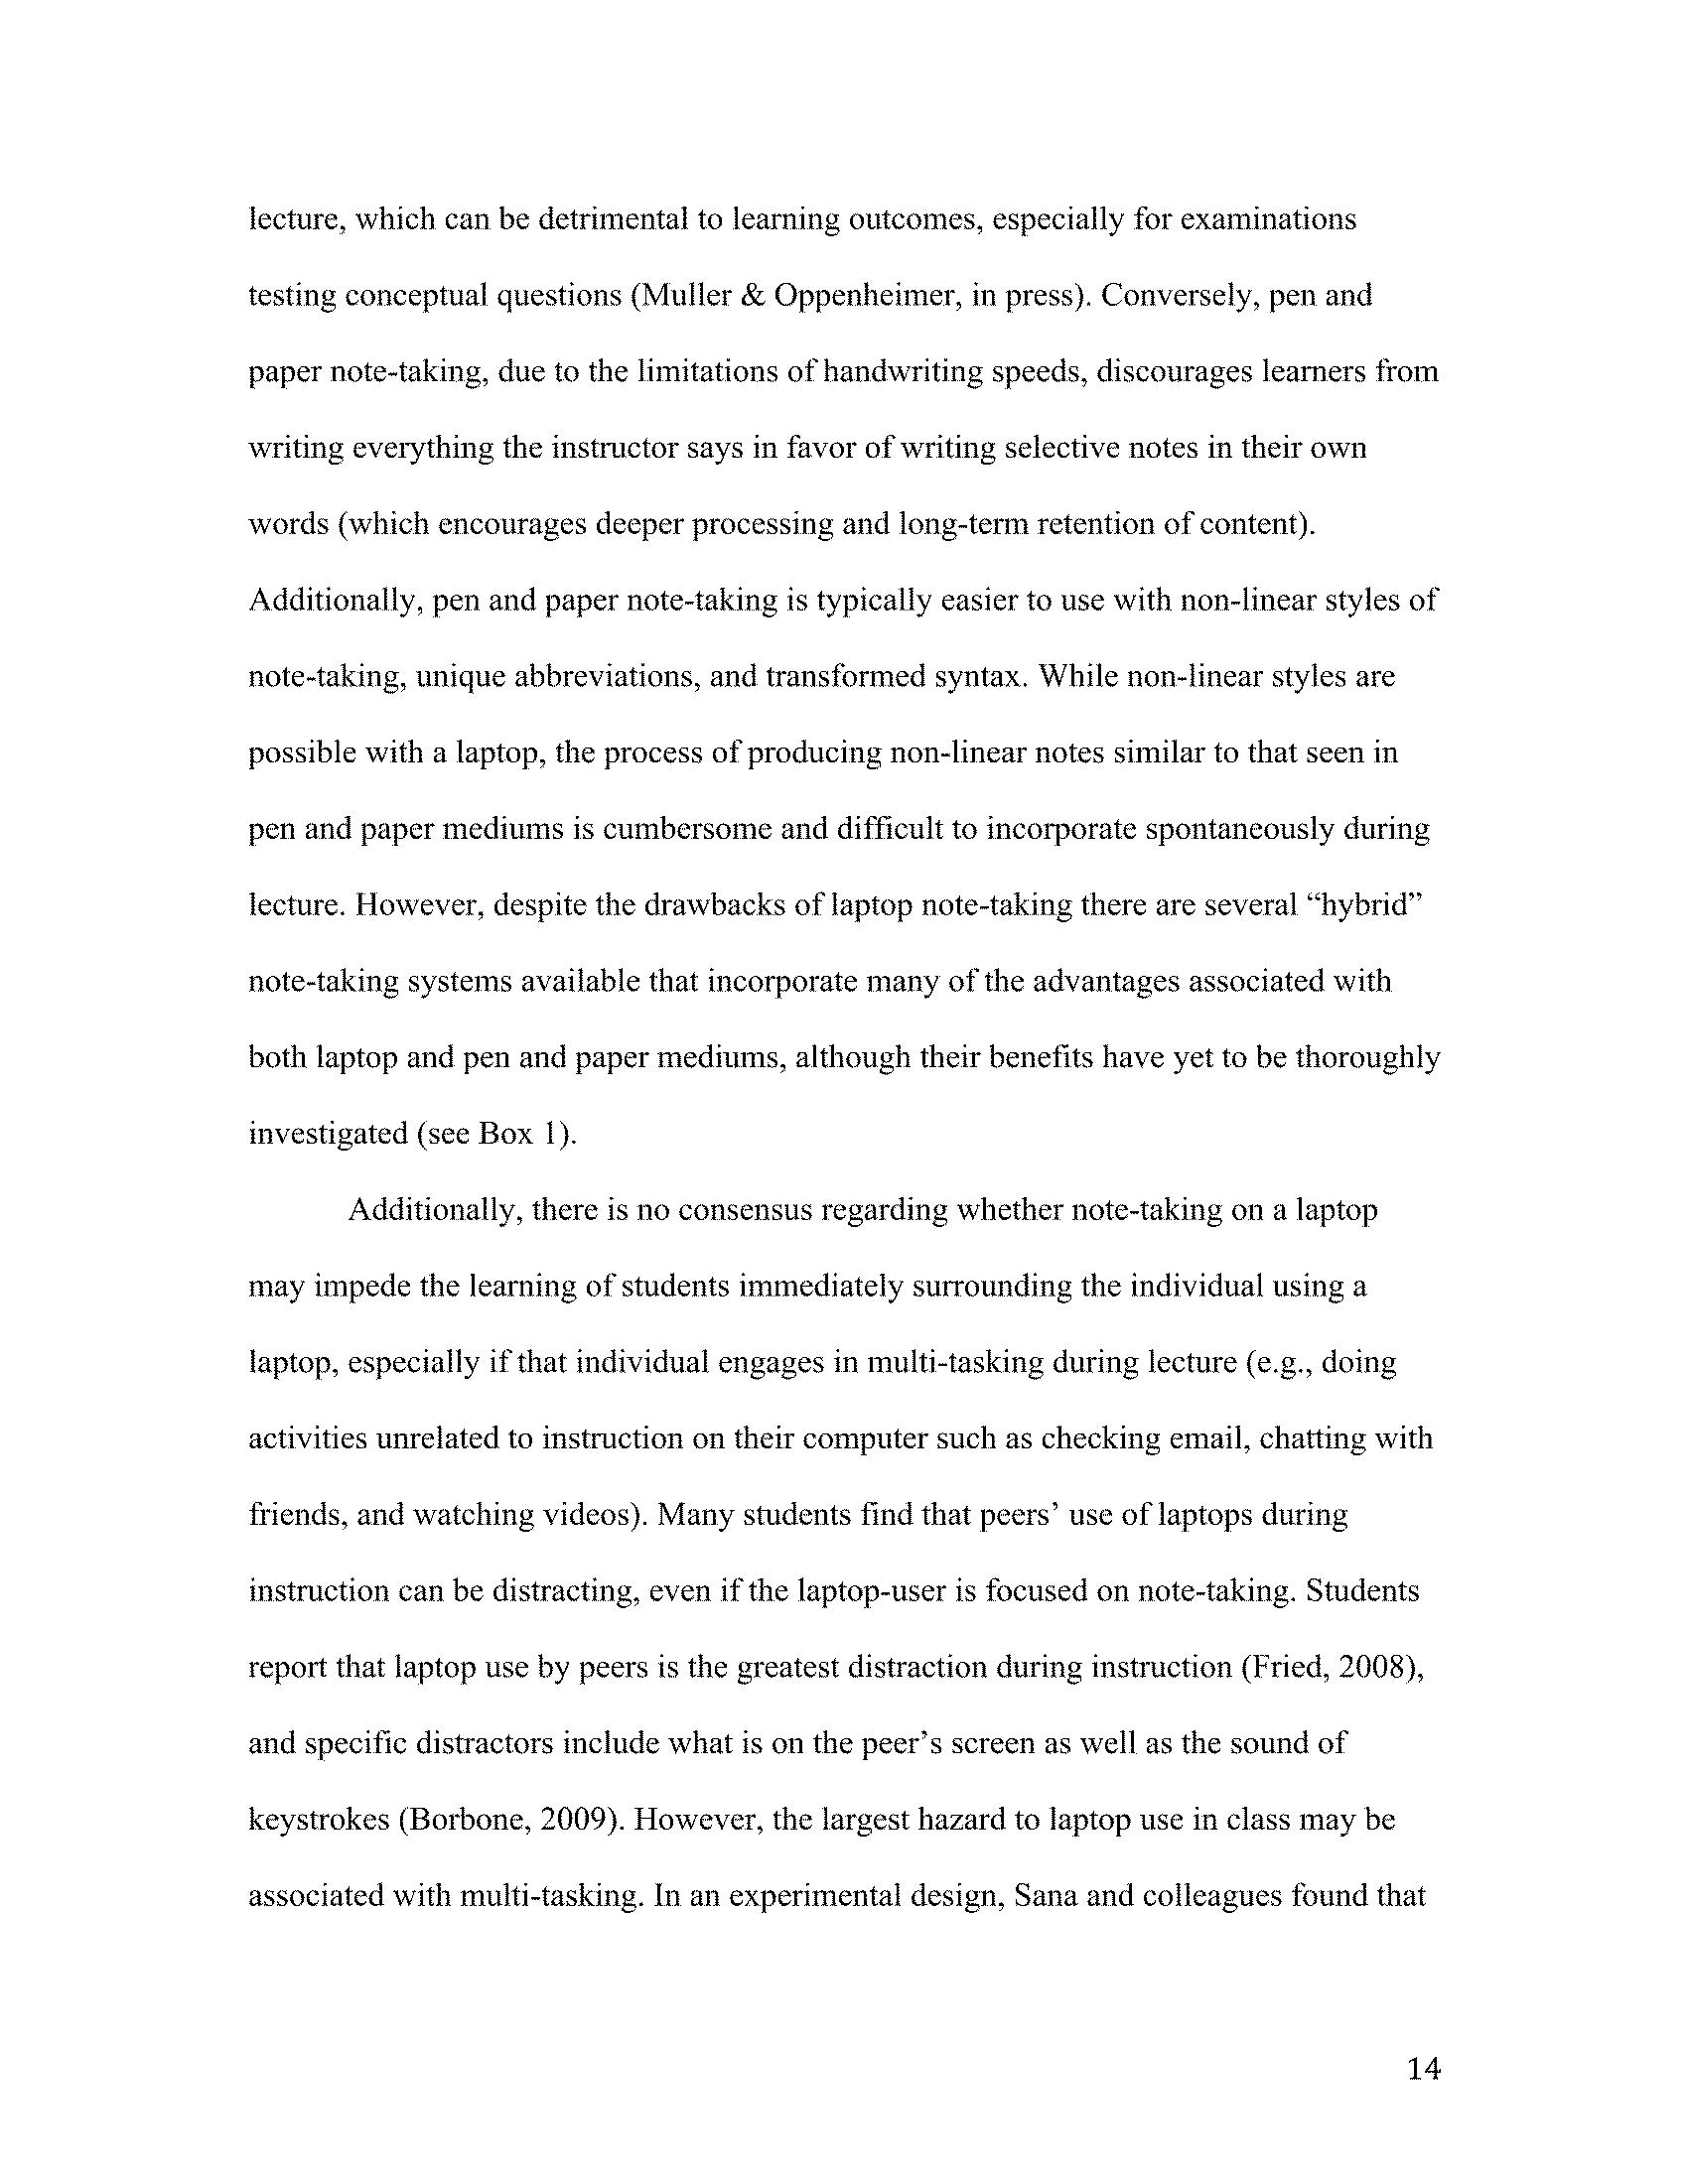 lecture, which can be detrimental to learning outcomes, especially for examinations
testing conceptual questions (Muller & Oppenheimer, in press). Conversely, pen and
paper note-taking, due to the limitations of handwriting speeds, discourages learners from
writing everything the instructor says in favor of writing selective notes in their own
words (which encourages deeper processing and long-term retention of content).
Additionally, pen and paper note-taking is typically easier to use with non-linear styles of
note-taking, unique abbreviations, and transformed syntax. While non-linear styles are
possible with a laptop, the process of producing non-linear notes similar to that seen in
pen and paper mediums is cumbersome and difficult to incorporate spontaneously during
lecture. However, despite the drawbacks of laptop note-taking there are several “hybrid”
note-taking systems available that incorporate many of the advantages associated with
both laptop and pen and paper mediums, although their benefits have yet to be thoroughly
investigated (see Box 1).
Additionally, there is no consensus regarding whether note-taking on a laptop
may impede the learning of students immediately surrounding the individual using a
laptop, especially if that individual engages in multi-tasking during lecture (e.g., doing
activities unrelated to instruction on their computer such as checking email, chatting with
friends, and watching videos). Many students find that peers’ use of laptops during
instruction can be distracting, even if the laptop-user is focused on note-taking. Students
report that laptop use by peers is the greatest distraction during instruction (Fried, 2008),
and specific distractors include what is on the peer’s screen as well as the sound of
keystrokes (Borbone, 2009). However, the largest hazard to laptop use in class may be
associated with multi-tasking. In an experimental design, Sana and colleagues found that
14